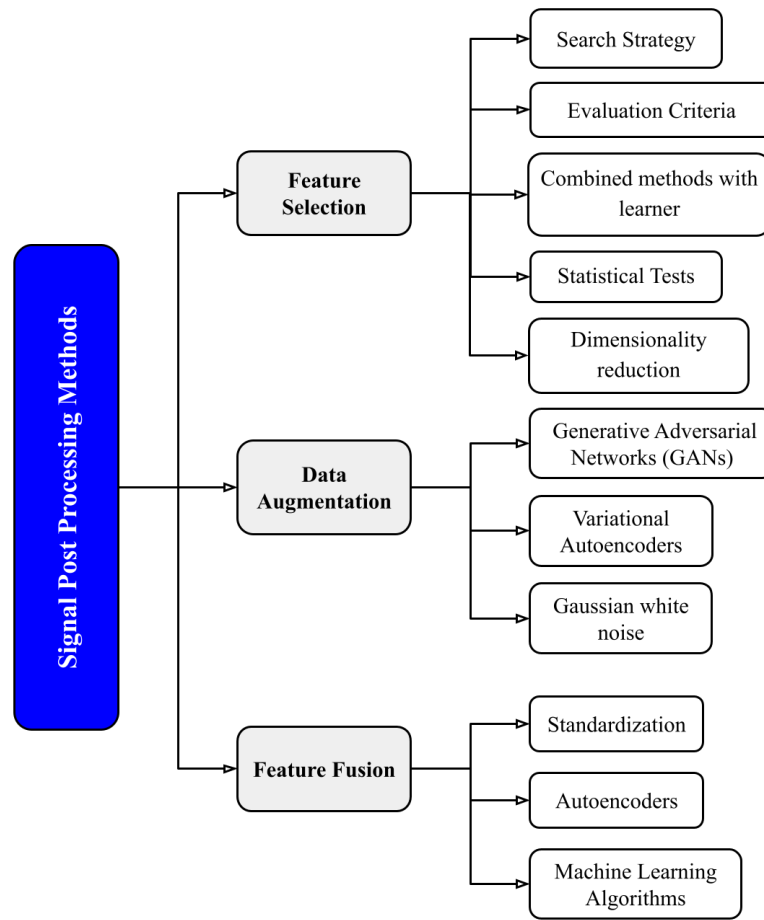 Signal Post Processing Methods
Feature
Selection
Search Strategy
Evaluation Criteria
Combined methods with
learner
Statistical Tests
Dimensionality
reduction
Data
Augmentation
Generative Adversarial
Networks (GANs)
Variational
Autoencoders
Gaussian white
noise
Feature Fusion
Standardization
Autoencoders
Machine Learning
Algorithms